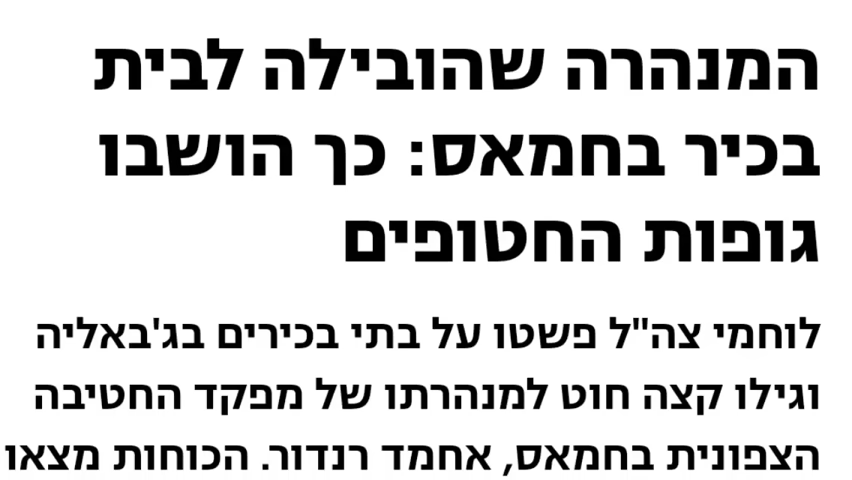 המנהרה שהובילה לבית
בכיר בחמאס: כך הושבו
גופות החטופים
לוחמי צה"ל פשטו על בתי בכירים בג'באליה
וגילו קצה חוט למנהרתו של מפקד החטיבה
הצפונית בחמאס, אחמד רנדור. הכוחות מצאו